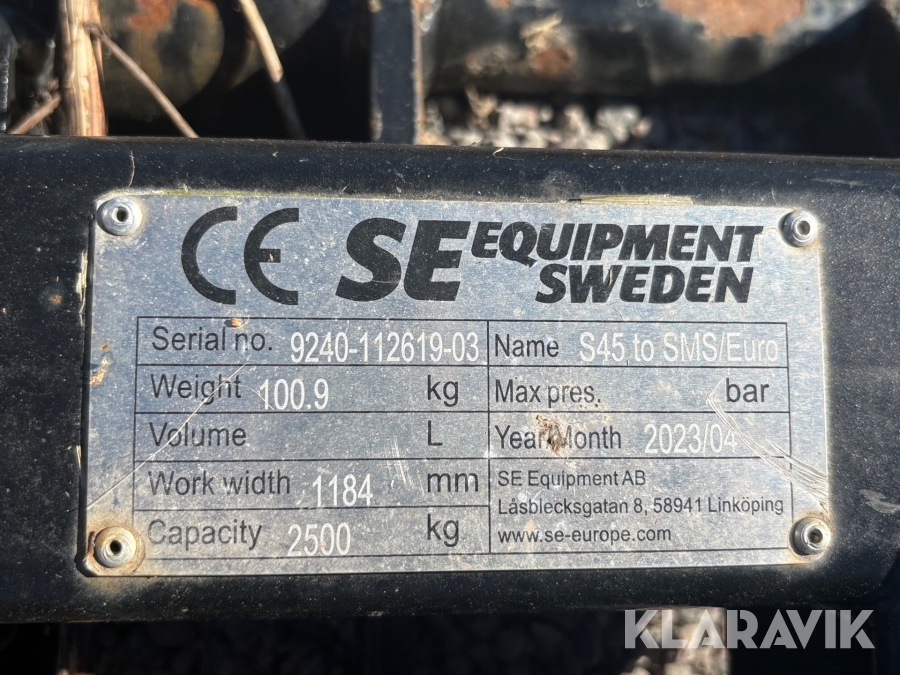 CE SE EQUIPMENT SWEDEN
Serial no. 9240-112619-03 Name S45 to SMS/Euro
Weight 100.9 kg Max pres. bar
Volume L Year/Month 2023/04
Work width 1184 mm SE Equipment AB
Låsblecksgatan 8, 58941 Linköping
Capacity 2500 kg www.se-europe.com
KLARAVIK